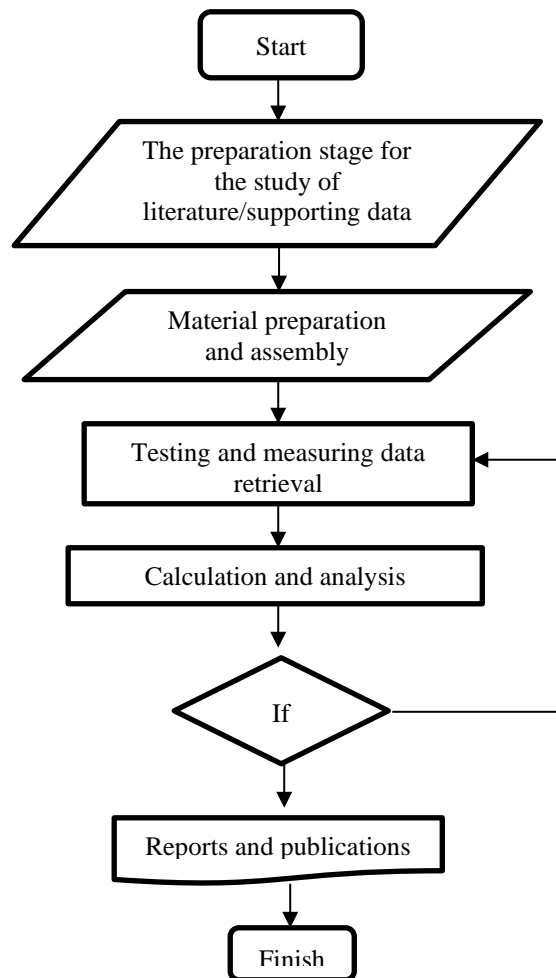 Start
The preparation stage for
the study of
literature/supporting data
Material preparation
and assembly
Testing and measuring data
retrieval
Calculation and analysis
If
Reports and publications
Finish